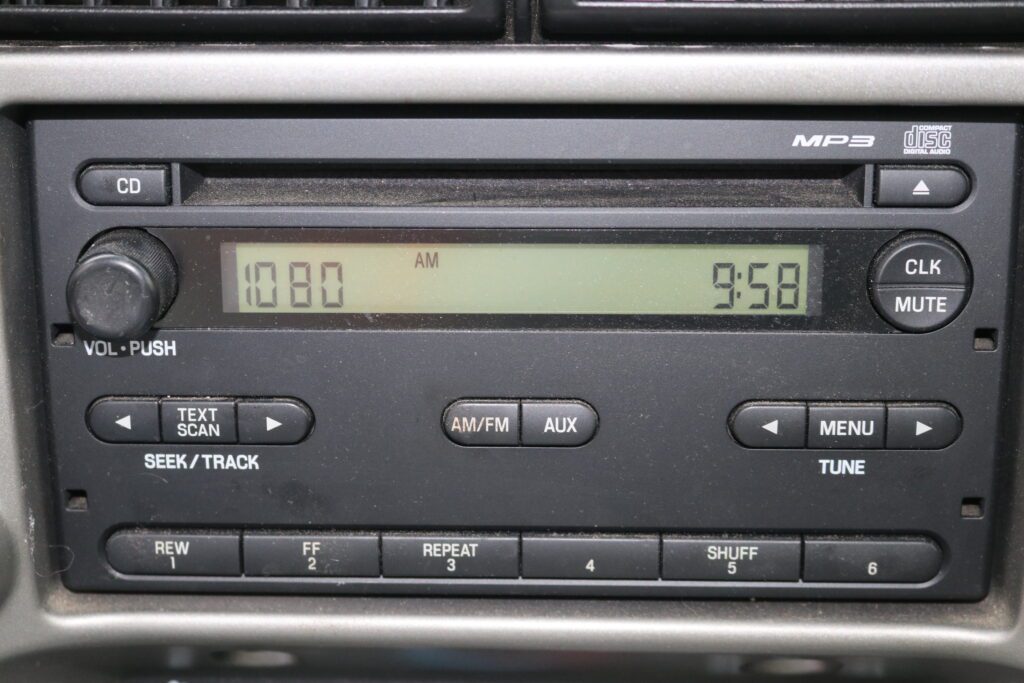 MP3
COMPACT
disc
DIGITAL AUDIO
CD
1080 AM 9:58
CLK
MUTE
VOL•PUSH
TEXT
SCAN
SEEK/TRACK
AM/FM AUX
MENU
TUNE
REW
1
FF
2
REPEAT
3
4
SHUFF
5
6